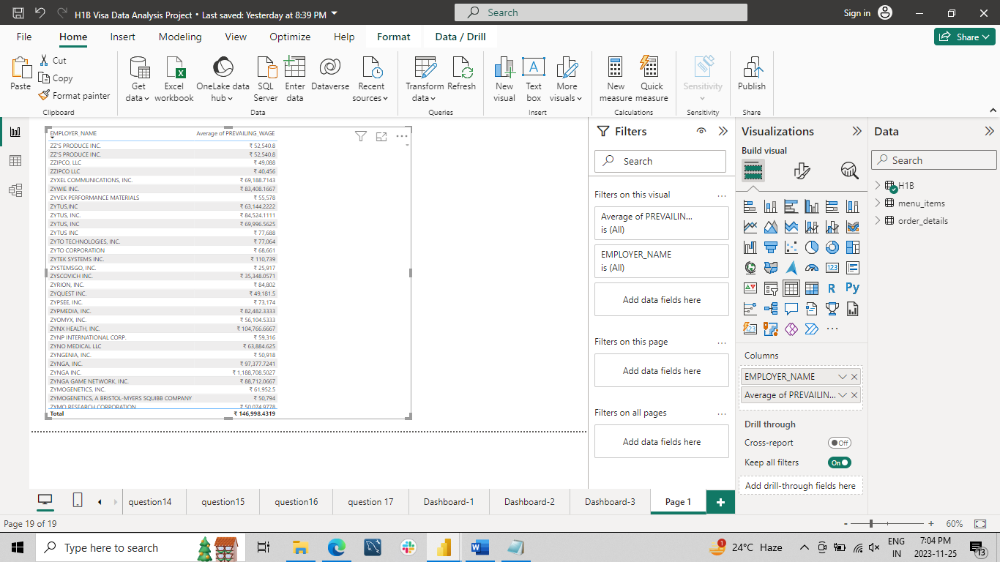 H1B Visa Data Analysis Project • Last saved: Yesterday at 8:39 PM
Search
Sign in
File Home Insert Modeling View Optimize Help Format Data / Drill
Share
Paste
Cut
Copy
Format painter
Clipboard
Get data
Excel workbook
OneLake data hub
SQL Server
Enter data
Dataverse
Recent sources
Data
Transform data
Refresh
Queries
New visual
Text box
More visuals
Insert
New measure
Quick measure
Calculations
Sensitivity
Sensitivity
Publish
Share
EMPLOYER_NAME Average of PREVAILING_WAGE
ZZ'S PRODUCE INC. ₹ 52,540.8
ZZ'S PRODUCE INC. ₹ 52,540.8
ZZIPCO, LLC ₹ 49,088
ZZIPCO LLC ₹ 40,456
ZYXEL COMMUNICATIONS, INC. ₹ 69,188.7143
ZYWIE INC. ₹ 83,408.1667
ZYVEX PERFORMANCE MATERIALS ₹ 55,578
ZYTUS,INC ₹ 63,144.2222
ZYTUS, INC. ₹ 84,524.1111
ZYTUS, INC ₹ 69,996.5625
ZYTUS INC ₹ 77,688
ZYTO TECHNOLOGIES, INC. ₹ 77,064
ZYTO CORPORATION ₹ 68,661
ZYTEK SYSTEMS INC. ₹ 110,739
ZYSTEMSGO, INC. ₹ 25,917
ZYSCOVICH INC. ₹ 35,348.0571
ZYRION, INC. ₹ 84,802
ZYQUEST INC. ₹ 49,181.5
ZYPSEE, INC. ₹ 73,174
ZYPMEDIA, INC. ₹ 82,482.3333
ZYOMYX, INC. ₹ 56,104.5333
ZYNX HEALTH, INC. ₹ 104,766.6667
ZYNP INTERNATIONAL CORP. ₹ 59,316
ZYNO MEDICAL LLC ₹ 63,884.625
ZYNGENIA, INC. ₹ 50,918
ZYNGA, INC. ₹ 97,377.7241
ZYNGA INC. ₹ 1,188,708.5027
ZYNGA GAME NETWORK, INC. ₹ 88,712.0667
ZYMOGENETICS, INC. ₹ 61,952.5
ZYMOGENETICS, A BRISTOL-MYERS SQUIBB COMPANY ₹ 50,794
ZYMO RESEARCH CORPORATION ₹ 50,074.9778
Total ₹ 146,998.4319
Filters
Search
Filters on this visual ...
Average of PREVAILIN...
is (All)
EMPLOYER_NAME
is (All)
Add data fields here
Filters on this page ...
Add data fields here
Filters on all pages ...
Add data fields here
Visualizations
Build visual
123
R
Py
123
...
Columns
EMPLOYER_NAME
Average of PREVAILIN...
Drill through
Cross-report Off
Keep all filters On
Add drill-through fields here
Data
Search
H1B
menu_items
order_details
question14 question15 question16 question 17 Dashboard-1 Dashboard-2 Dashboard-3 Page 1 +
Page 19 of 19
- + 60%
Type here to search
1
24°C Haze
ENG
IN
7:04 PM
2023-11-25
13